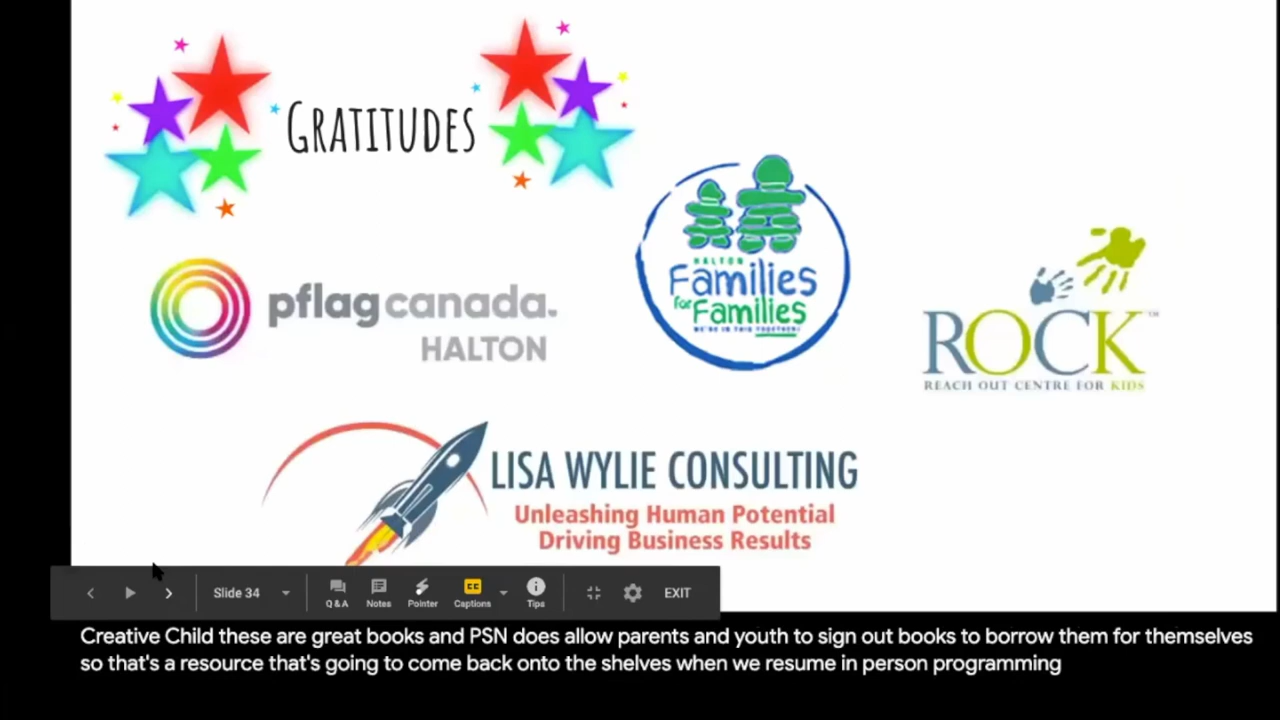 GRATITUDES
pflag canada.
HALTON
HALTON
Families
for Families
WE'RE IN THIS TOGETHER!
ROCK™
REACH OUT CENTRE FOR KIDS
LISA WYLIE CONSULTING
Unleashing Human Potential
Driving Business Results
Slide 34
Q&A
Notes
Pointer
CC
Captions
Tips
EXIT
Creative Child these are great books and PSN does allow parents and youth to sign out books to borrow them for themselves
so that's a resource that's going to come back onto the shelves when we resume in person programming